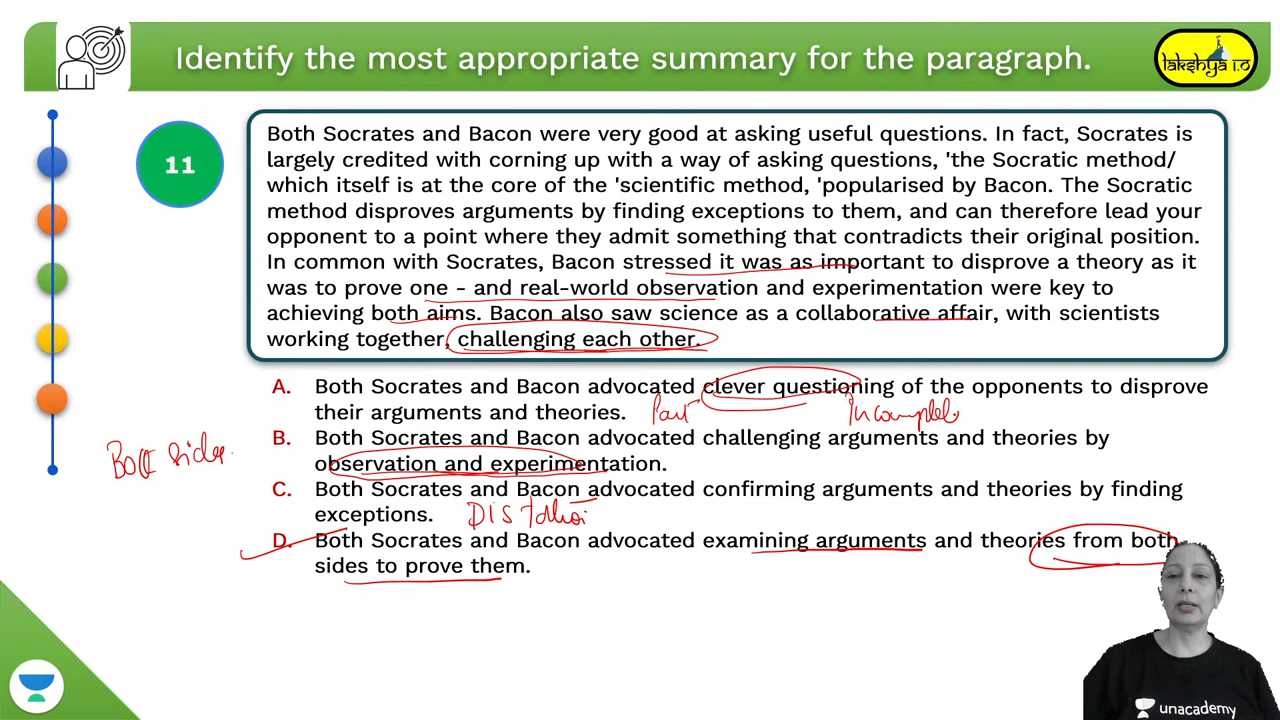 Identify the most appropriate summary for the paragraph.
lakshya 1.0
11
Both Socrates and Bacon were very good at asking useful questions. In fact, Socrates is
largely credited with corning up with a way of asking questions, 'the Socratic method/
which itself is at the core of the 'scientific method, 'popularised by Bacon. The Socratic
method disproves arguments by finding exceptions to them, and can therefore lead your
opponent to a point where they admit something that contradicts their original position.
In common with Socrates, Bacon stressed it was as important to disprove a theory as it
was to prove one - and real-world observation and experimentation were key to
achieving both aims. Bacon also saw science as a collaborative affair, with scientists
working together, challenging each other.
A. Both Socrates and Bacon advocated clever questioning of the opponents to disprove
their arguments and theories.
Part
B. Both Socrates and Bacon advocated challenging arguments and theories by
observation and experimentation.
Both sides.
C. Both Socrates and Bacon advocated confirming arguments and theories by finding
exceptions.
D. Both Socrates and Bacon advocated examining arguments and theories from both
sides to prove them.
unacademy